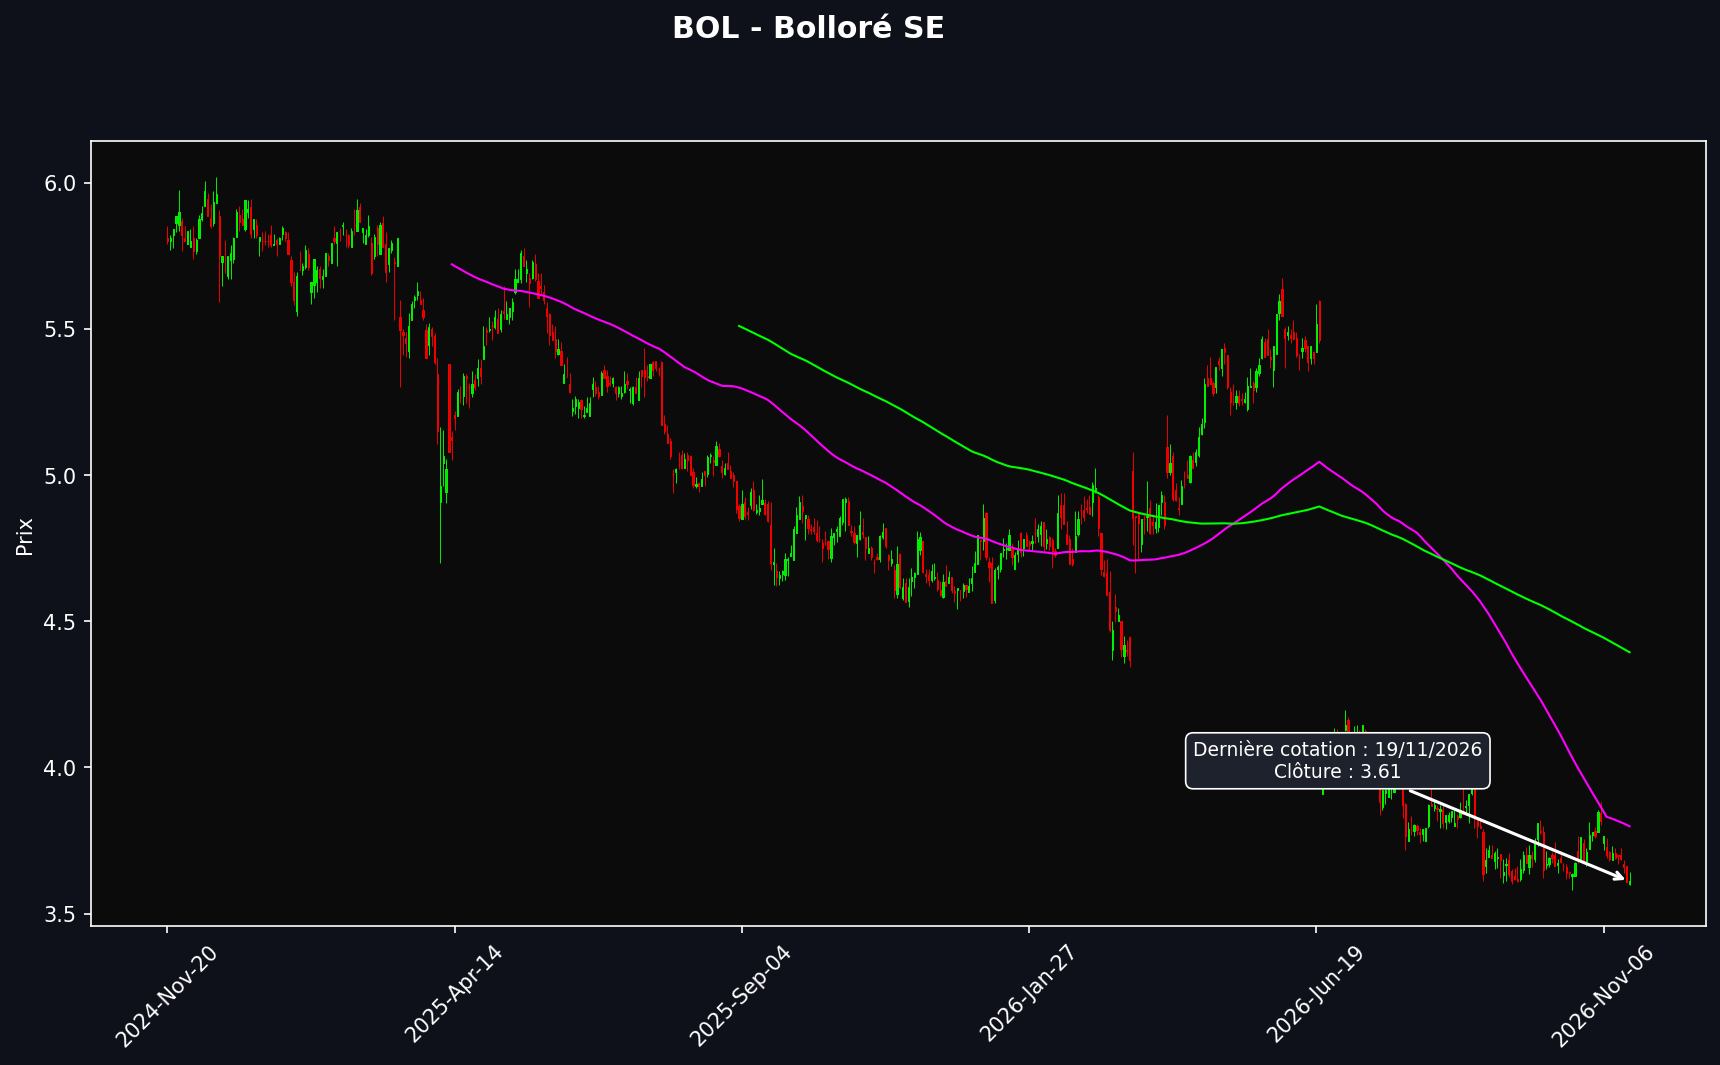 BOL - Bolloré SE
Prix
6.0
5.5
5.0
4.5
4.0
3.5
Dernière cotation : 19/11/2026
Clôture : 3.61
2024-Nov-20
2025-Apr-14
2025-Sep-04
2026-Jan-27
2026-Jun-19
2026-Nov-06